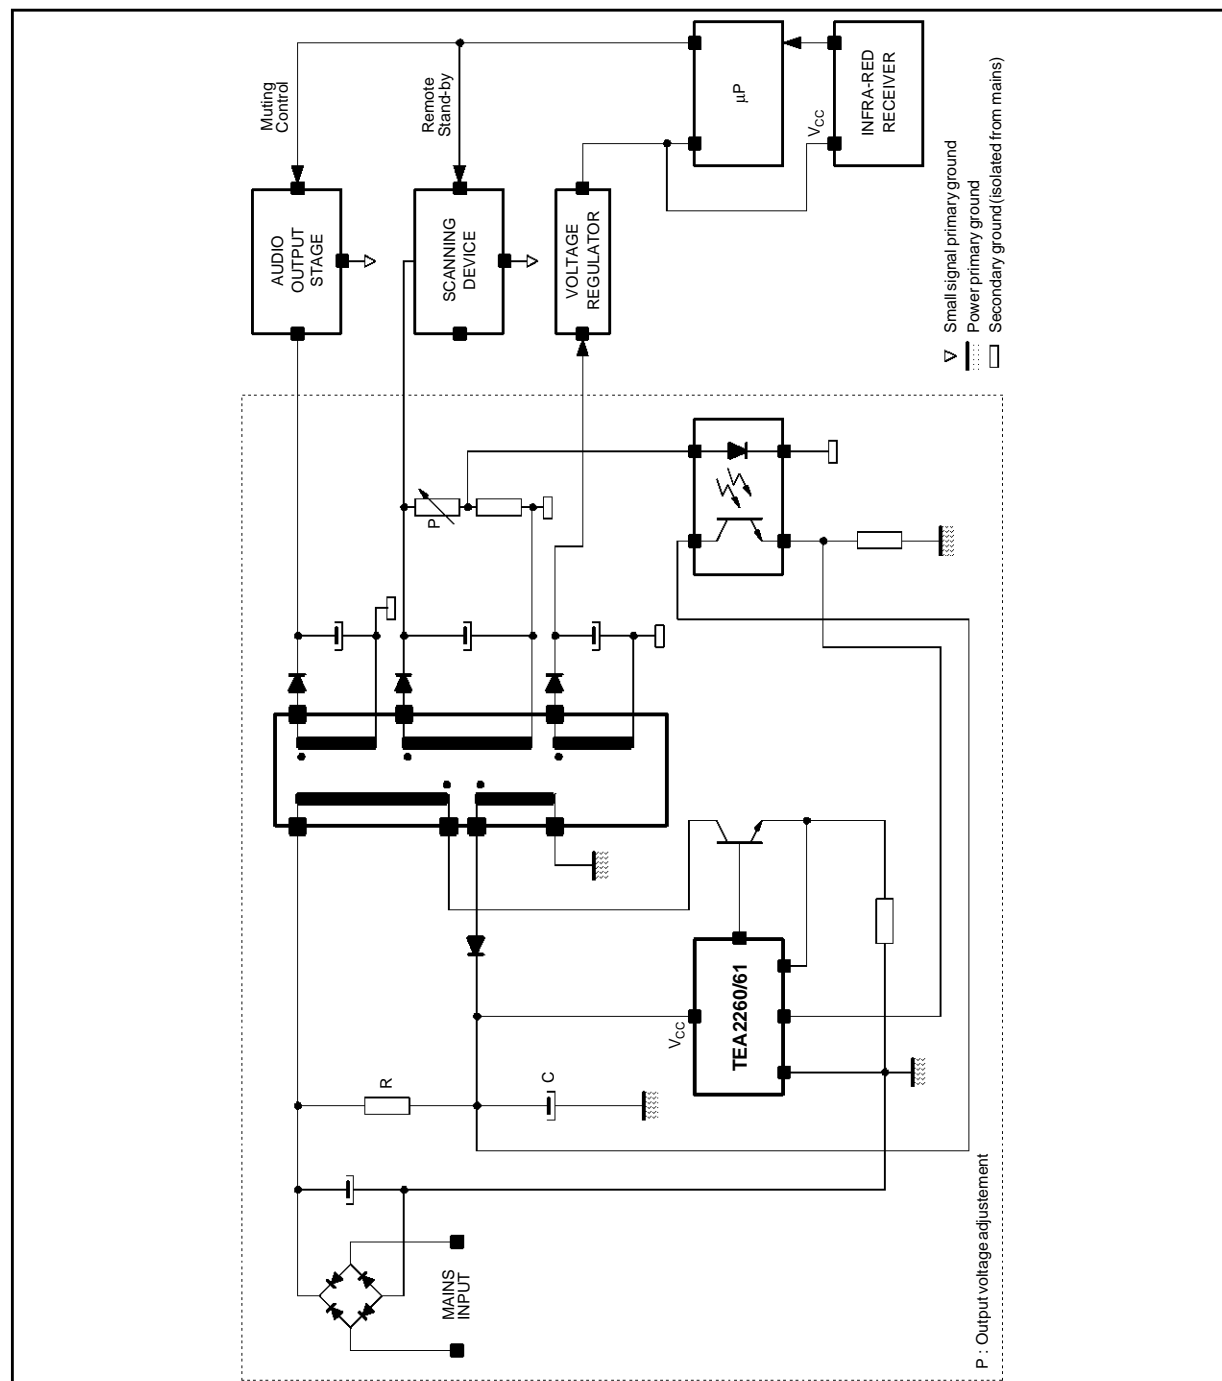 Muting
Control
Remote
Stand-by
µP
VCC
INFRA-RED
RECEIVER
AUDIO
OUTPUT
STAGE
SCANNING
DEVICE
VOLTAGE
REGULATOR
Small signal primary ground
Power primary ground
Secondary ground (isolated from mains)
P
TEA2260/61
VCC
R
C
MAINS
INPUT
P : Output voltage adjustement